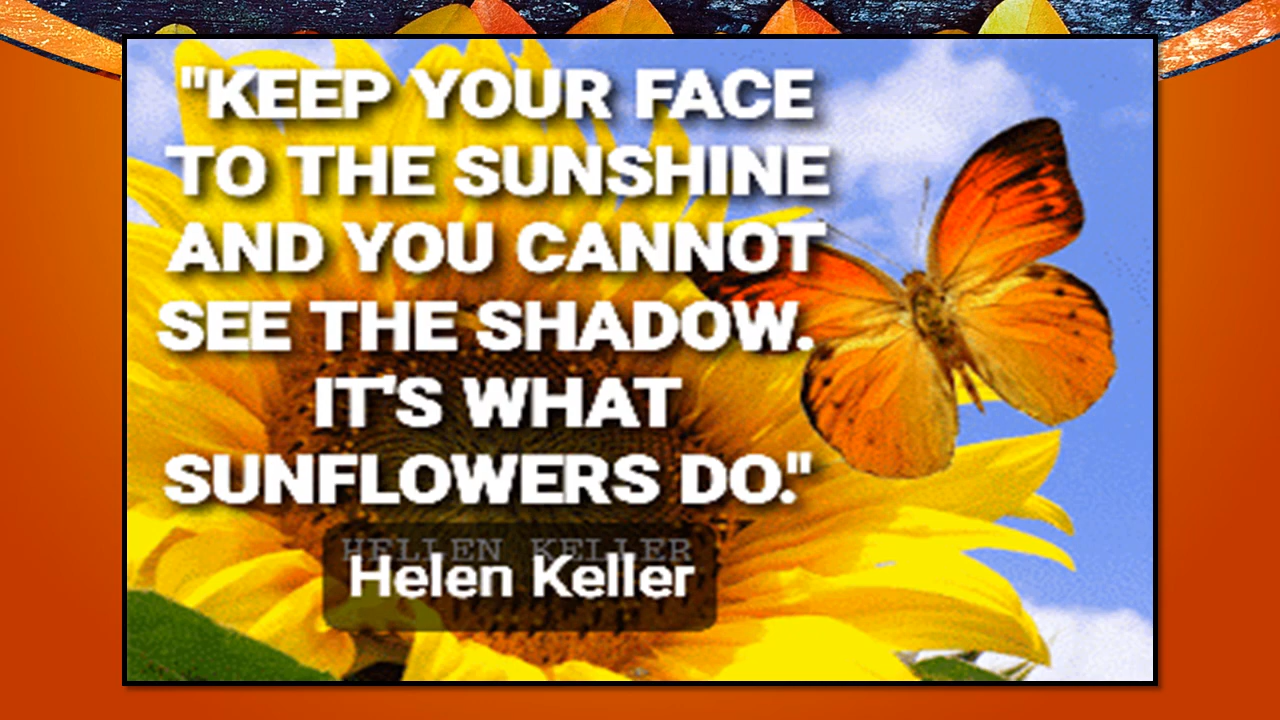 "KEEP YOUR FACE
TO THE SUNSHINE
AND YOU CANNOT
SEE THE SHADOW.
IT'S WHAT
SUNFLOWERS DO."
HELLEN KELLER
Helen Keller